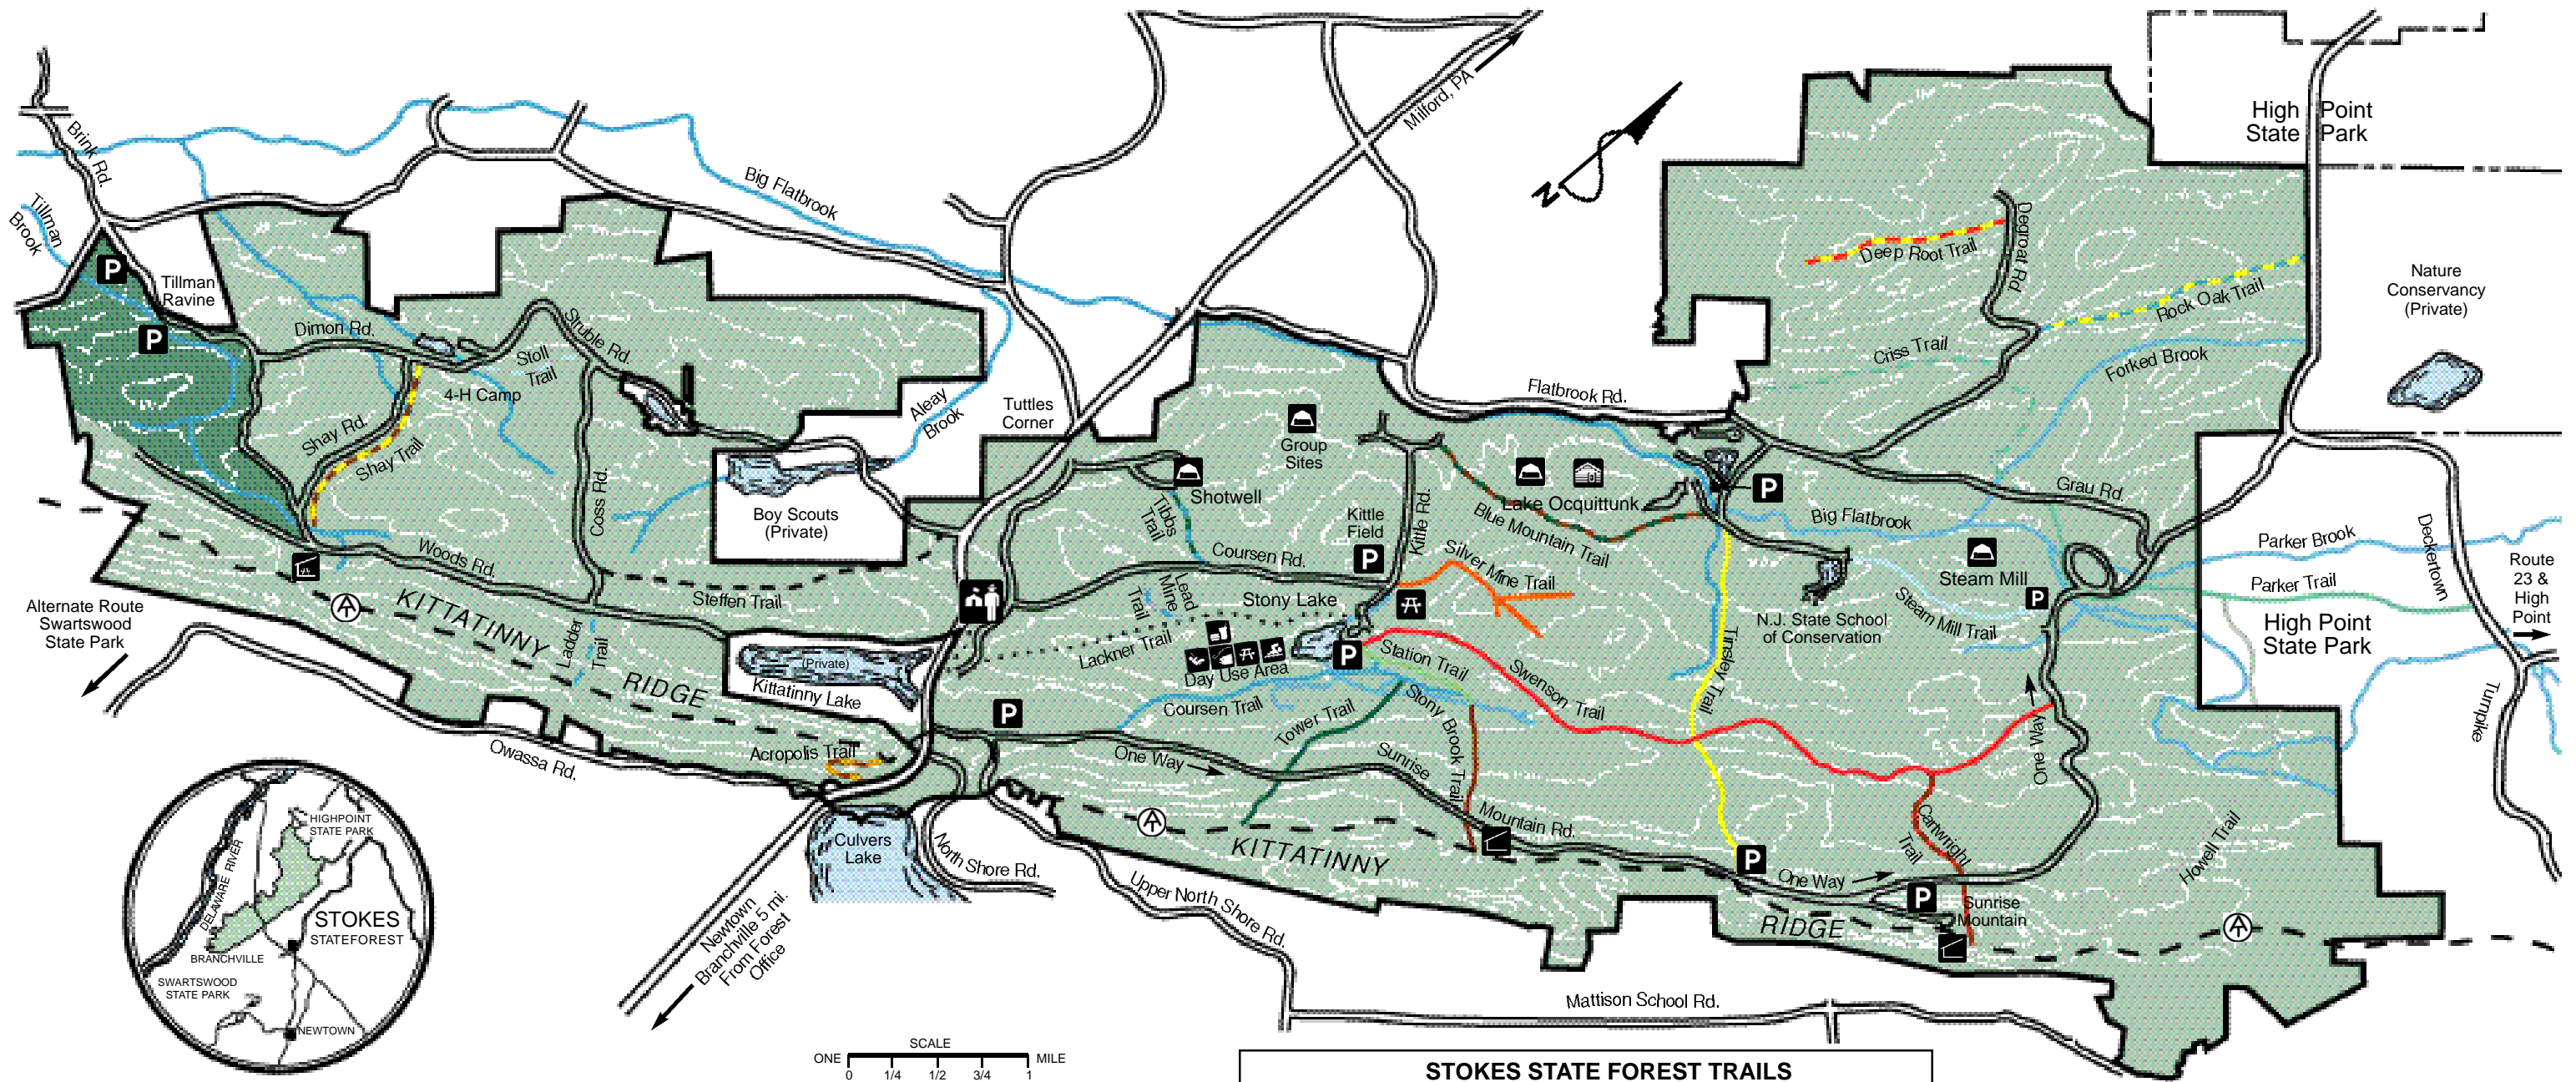 High Point
State Park
Milford, PA
Brink Rd.
Big Flatbrook
Tillman
Brook
P
Tillman
Ravine
Dimon Rd.
Struble Rd.
Stoll
Trail
4-H Camp
Shay Rd.
Shay Trail
Coss Rd.
P
Aleay
Brook
Tuttles
Corner
Boy Scouts
(Private)
N
Deep Root Trail
Degroat Rd.
Rock Oak Trail
Criss Trail
Forked Brook
Nature
Conservancy
(Private)
Flatbrook Rd.
Group
Sites
Shotwell
Tibbs
Trail
Kittle
Field
P
Kittle Rd.
Lake Ocquittunk
Blue Mountain Trail
P
Grau Rd.
Big Flatbrook
Steam Mill
P
Steam Mill Trail
Parker Brook
Parker Trail
Deckertown
Turnpike
Route
23 &
High
Point
High Point
State Park
N.J. State School
of Conservation
Coursen Rd.
Silver Mine Trail
Lead
Mine
Trail
Stony Lake
Lackner Trail
Day Use Area
P
Station Trail
Swenson Trail
Tinsley Trail
Woods Rd.
Steffen Trail
Ladder
Trail
Alternate Route
Swartswood
State Park
KITTATINNY
RIDGE
(Private)
Kittatinny Lake
Acropolis Trail
Owassa Rd.
P
Coursen Trail
Tower Trail
Stony Brook Trail
One Way
Sunrise
Mountain Rd.
One Way
Cartwright
Trail
Howell Trail
P
One Way
P
Sunrise
Mountain
KITTATINNY
RIDGE
Culvers
Lake
North Shore Rd.
Upper North Shore Rd.
Mattison School Rd.
Newtown
Branchville 5 mi.
From Forest
Office
HIGHPOINT
STATE PARK
DELAWARE RIVER
STOKES
STATEFOREST
BRANCHVILLE
SWARTSWOOD
STATE PARK
NEWTOWN
SCALE
ONE MILE
0 1/4 1/2 3/4 1
STOKES STATE FOREST TRAILS